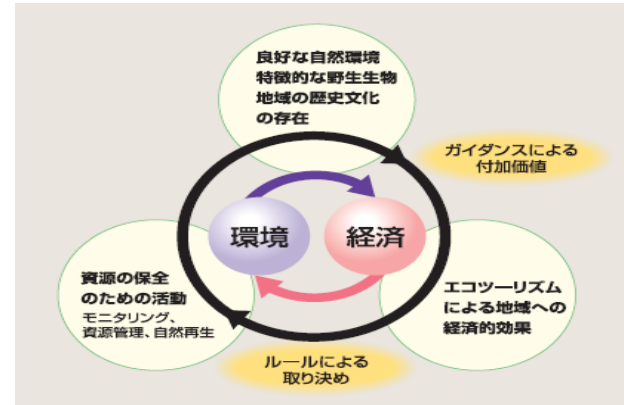 良好な自然環境
特徴的な野生生物
地域の歴史文化
の存在
ガイダンスによる
付加価値
環境
経済
資源の保全
のための活動
モニタリング、
資源管理、自然再生
エコツーリズム
による地域への
経済的効果
ルールによる
取り決め